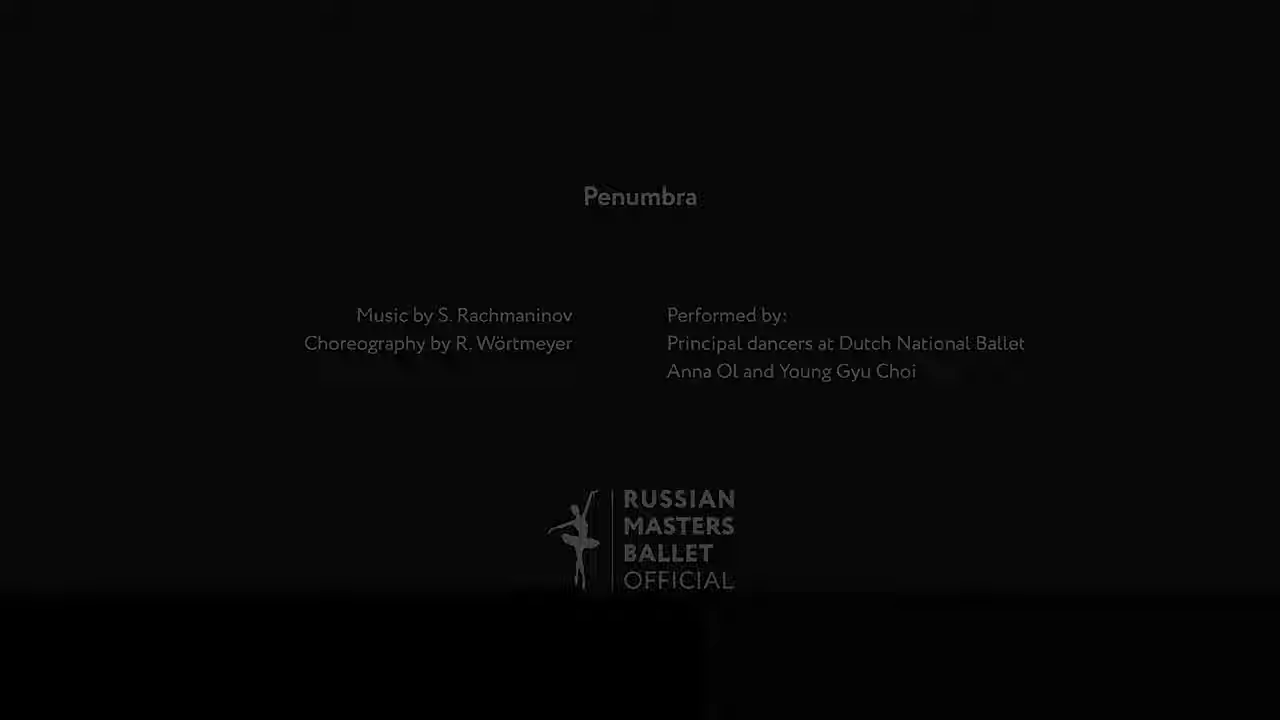 Penumbra
Music by S. Rachmaninov
Choreography by R. Wörtmeyer
Performed by:
Principal dancers at Dutch National Ballet
Anna Ol and Young Gyu Choi
RUSSIAN
MASTERS
BALLET
OFFICIAL